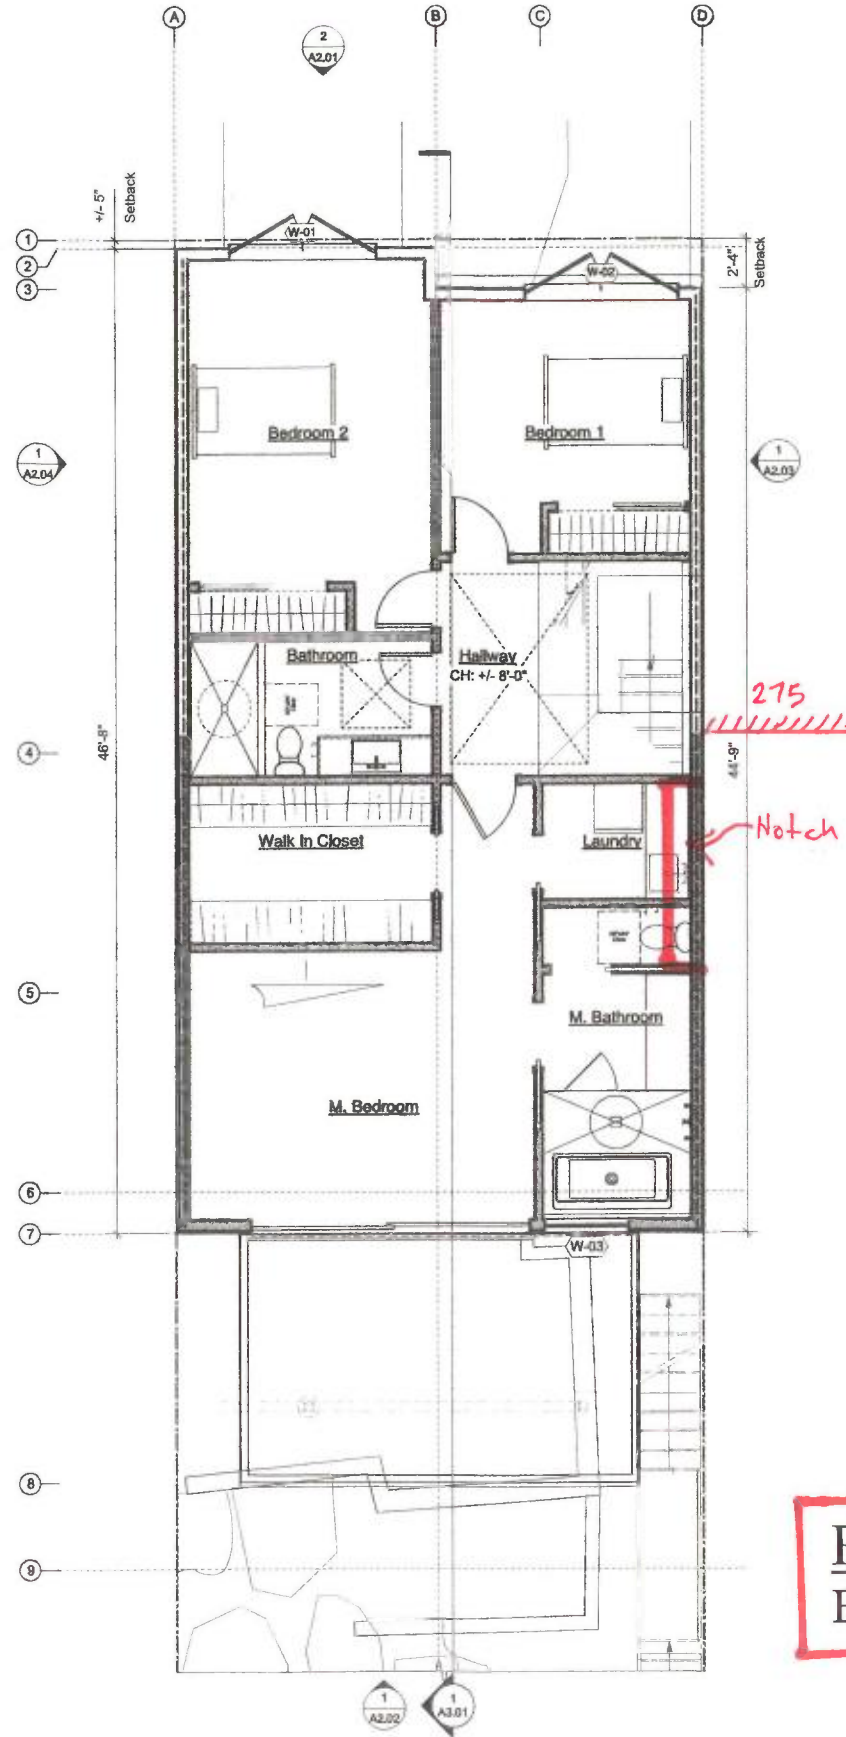 A
B
C
D
2
A2.01
+/- 5"
Setback
1
2
3
W-01
W-02
2'-4"
Setback
Bedroom 2
Bedroom 1
1
A2.04
1
A2.03
Bathroom
Hallway
CH: +/- 8'-0"
275
4
46'-8"
44'-9"
Walk In Closet
Laundry
Notch
5
M. Bathroom
M. Bedroom
6
7
W-03
8
9
1
A2.02
1
A3.01